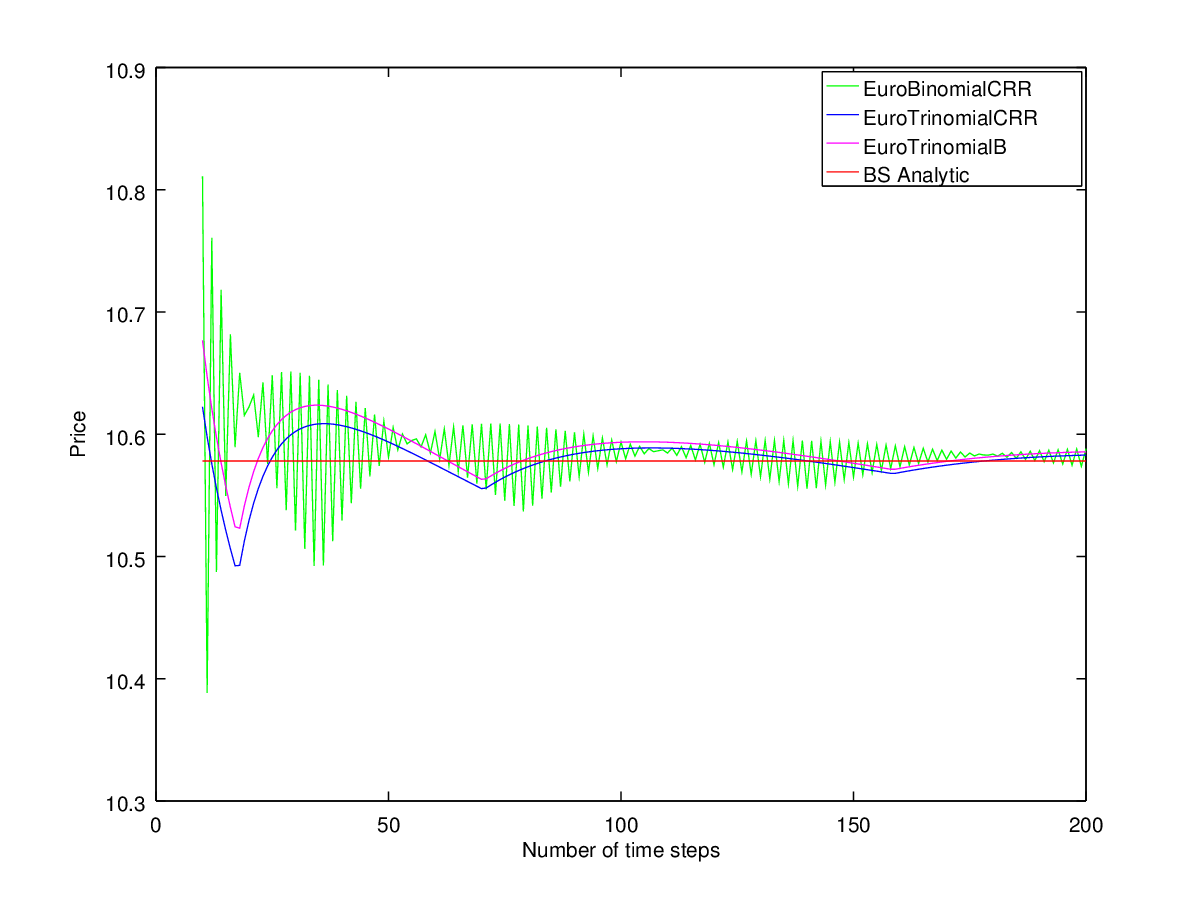 10.9
10.8
10.7
10.6
10.5
10.4
10.3
Price
0
50
100
150
200
Number of time steps
EuroBinomialCRR
EuroTrinomialCRR
EuroTrinomialB
BS Analytic